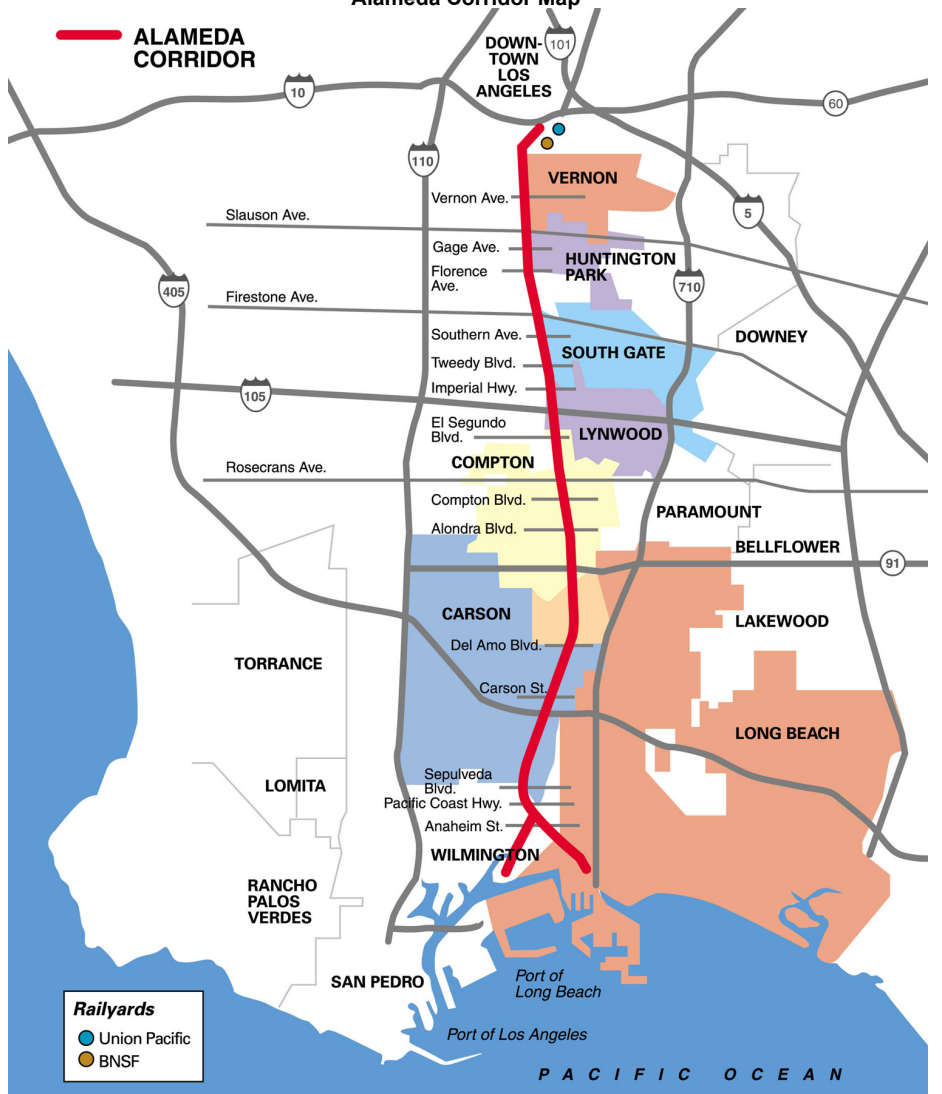 Alameda Corridor Map
ALAMEDA
CORRIDOR
DOWN-
TOWN
LOS
ANGELES
101
10
60
110
VERNON
Vernon Ave.
5
Slauson Ave.
Gage Ave.
HUNTINGTON
PARK
Florence
Ave.
405
710
Firestone Ave.
Southern Ave.
DOWNEY
SOUTH GATE
Tweedy Blvd.
Imperial Hwy.
105
El Segundo
Blvd.
LYNWOOD
COMPTON
Rosecrans Ave.
Compton Blvd.
PARAMOUNT
Alondra Blvd.
BELLFLOWER
91
CARSON
LAKEWOOD
Del Amo Blvd.
TORRANCE
Carson St.
LONG BEACH
Sepulveda
Blvd.
LOMITA
Pacific Coast Hwy.
Anaheim St.
WILMINGTON
RANCHO
PALOS
VERDES
SAN PEDRO
Port of
Long Beach
Railyards
Union Pacific
BNSF
Port of Los Angeles
PACIFIC OCEAN